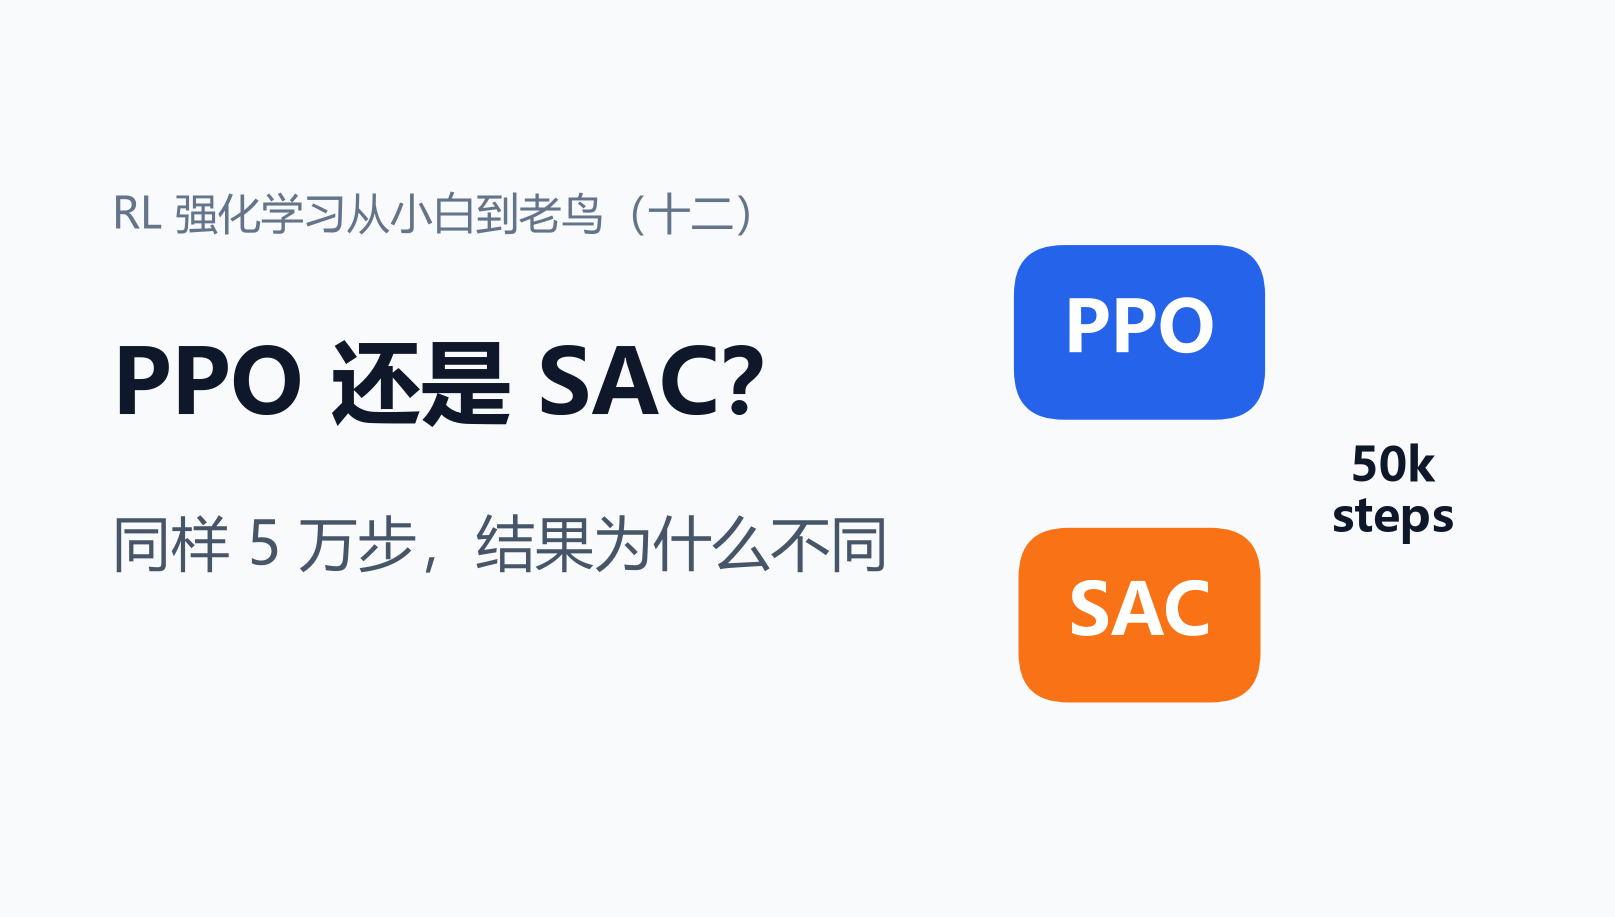 RL 强化学习从小白到老鸟（十二）
PPO 还是 SAC?
同样 5 万步，结果为什么不同
PPO
50k
steps
SAC